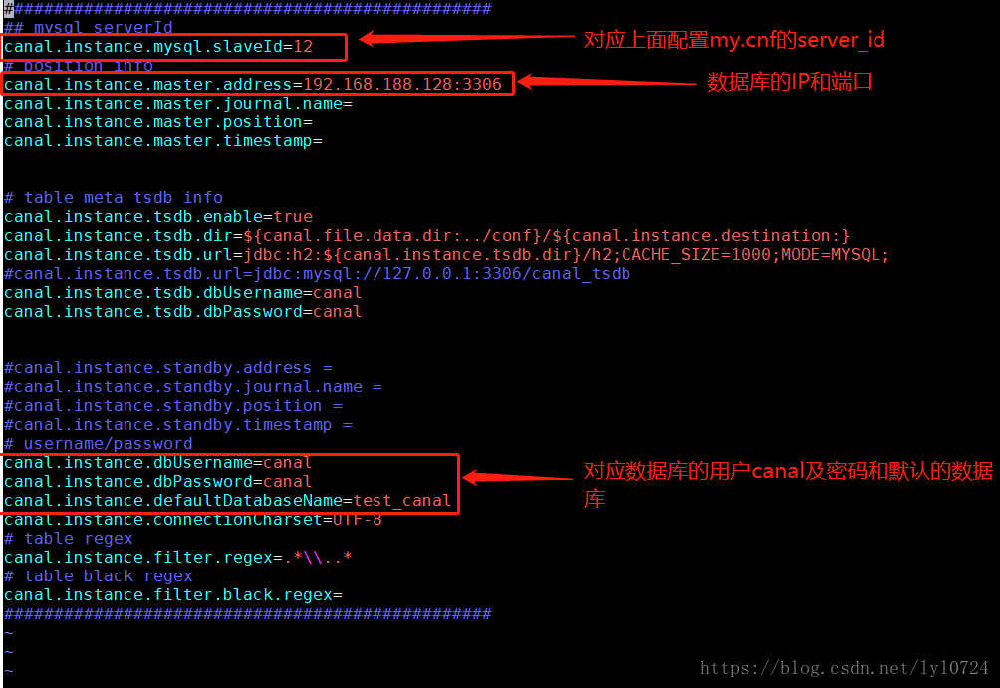 #################################################
## mysql serverId
canal.instance.mysql.slaveId=12
对应上面配置my.cnf的server_id
# position info
canal.instance.master.address=192.168.188.128:3306
数据库的IP和端口
canal.instance.master.journal.name=
canal.instance.master.position=
canal.instance.master.timestamp=
# table meta tsdb info
canal.instance.tsdb.enable=true
canal.instance.tsdb.dir=${canal.file.data.dir:../conf}/${canal.instance.destination:}
canal.instance.tsdb.url=jdbc:h2:${canal.instance.tsdb.dir}/h2;CACHE_SIZE=1000;MODE=MYSQL;
#canal.instance.tsdb.url=jdbc:mysql://127.0.0.1:3306/canal_tsdb
canal.instance.tsdb.dbUsername=canal
canal.instance.tsdb.dbPassword=canal
#canal.instance.standby.address =
#canal.instance.standby.journal.name =
#canal.instance.standby.position =
#canal.instance.standby.timestamp =
# username/password
canal.instance.dbUsername=canal
canal.instance.dbPassword=canal
canal.instance.defaultDatabaseName=test_canal
对应数据库的用户canal及密码和默认的数据
库
canal.instance.connectionCharset=UTF-8
# table regex
canal.instance.filter.regex=.*\\..*
# table black regex
canal.instance.filter.black.regex=
#################################################
~
~
~
https://blog.csdn.net/lyl0724